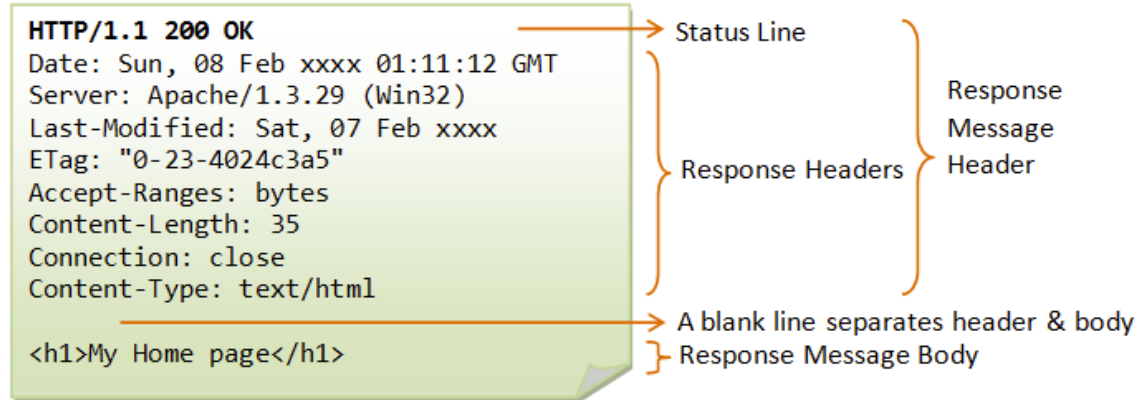 HTTP/1.1 200 OK
Date: Sun, 08 Feb xxxx 01:11:12 GMT
Server: Apache/1.3.29 (Win32)
Last-Modified: Sat, 07 Feb xxxx
ETag: "0-23-4024c3a5"
Accept-Ranges: bytes
Content-Length: 35
Connection: close
Content-Type: text/html
<h1>My Home page</h1>
Status Line
Response Headers
Response
Message
Header
A blank line separates header & body
Response Message Body